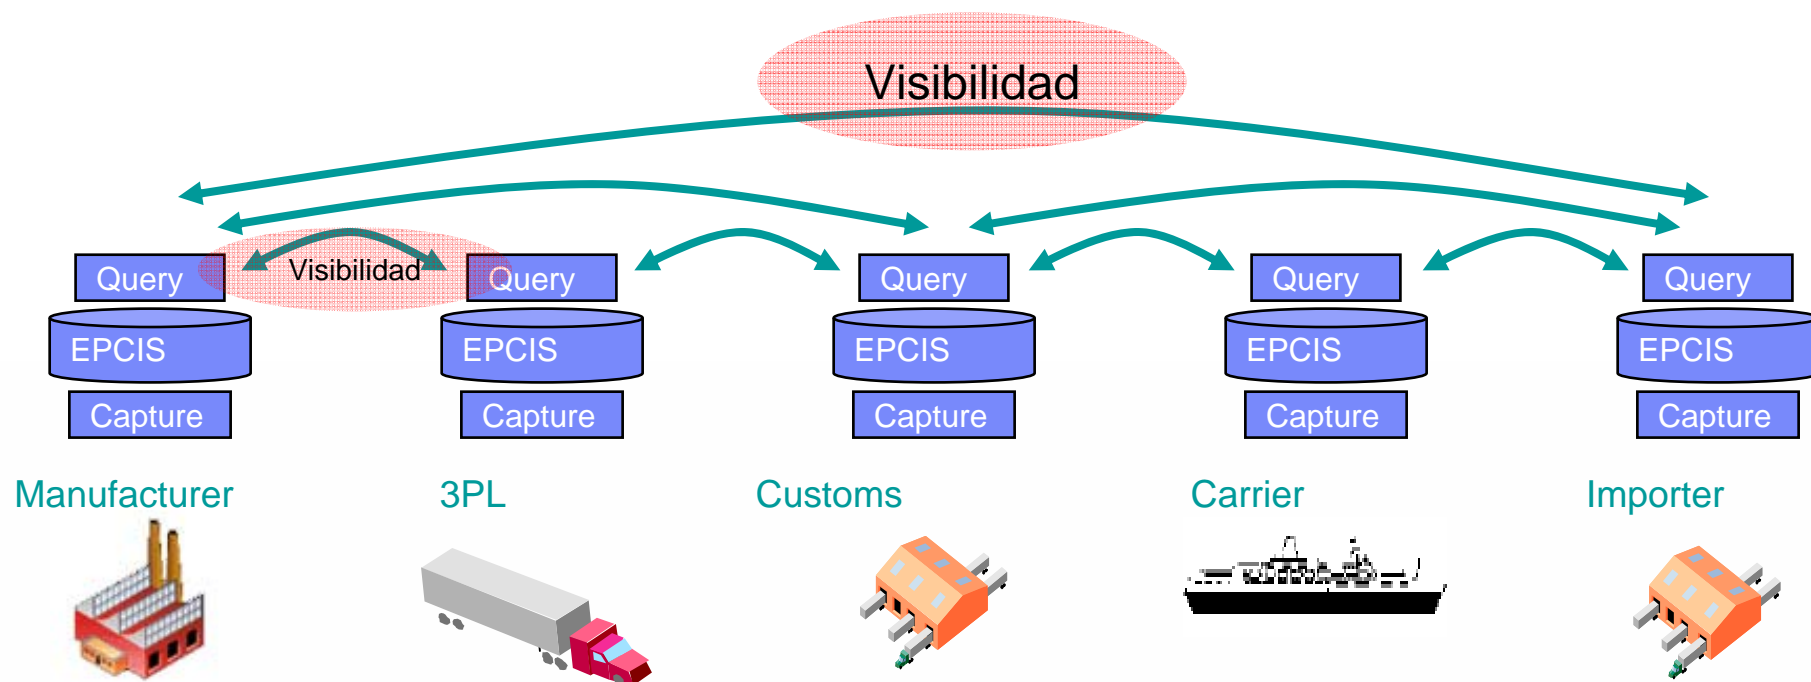 Visibilidad
Visibilidad
Query
Query
Query
Query
Query
EPCIS
EPCIS
EPCIS
EPCIS
EPCIS
Capture
Capture
Capture
Capture
Capture
Manufacturer
3PL
Customs
Carrier
Importer